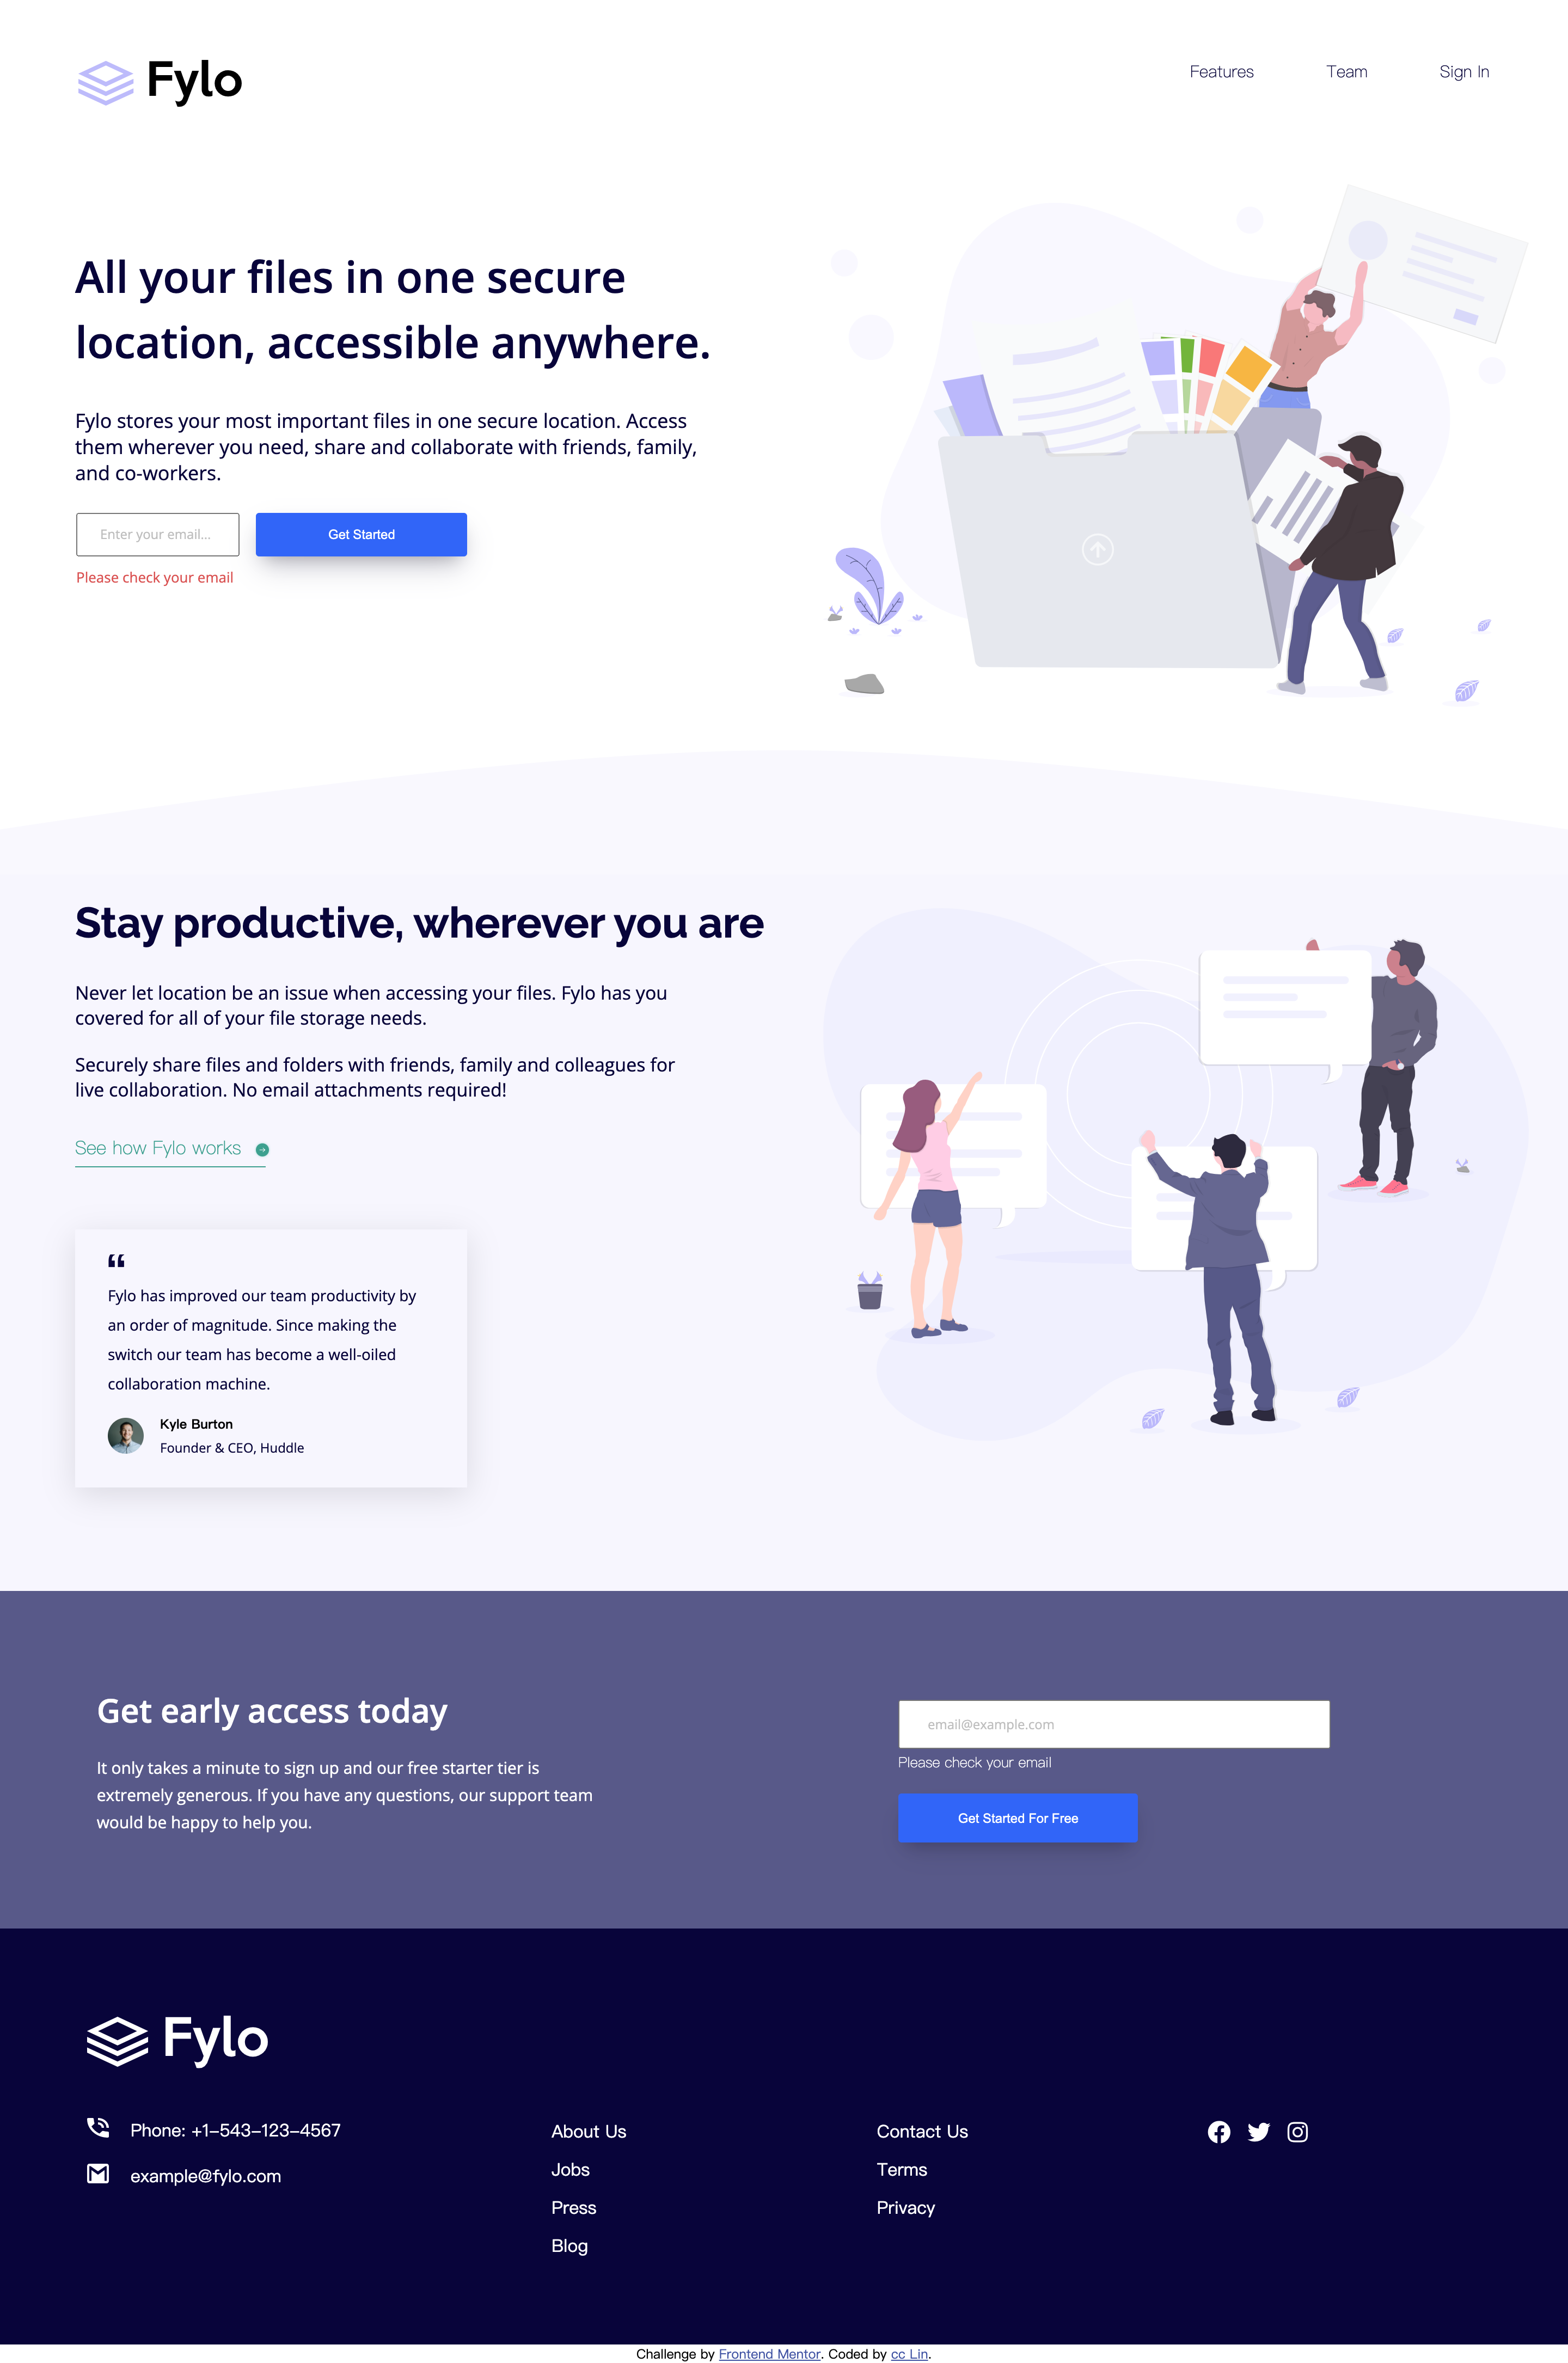 Fylo
Features
Team
Sign In
All your files in one secure
location, accessible anywhere.
Fylo stores your most important files in one secure location. Access
them wherever you need, share and collaborate with friends, family,
and co-workers.
Enter your email...
Get Started
Please check your email
Stay productive, wherever you are
Never let location be an issue when accessing your files. Fylo has you
covered for all of your file storage needs.
Securely share files and folders with friends, family and colleagues for
live collaboration. No email attachments required!
See how Fylo works
“
Fylo has improved our team productivity by
an order of magnitude. Since making the
switch our team has become a well-oiled
collaboration machine.
Kyle Burton
Founder & CEO, Huddle
Get early access today
It only takes a minute to sign up and our free starter tier is
extremely generous. If you have any questions, our support team
would be happy to help you.
email@example.com
Please check your email
Get Started For Free
Fylo
Phone: +1-543-123-4567
example@fylo.com
About Us
Jobs
Press
Blog
Contact Us
Terms
Privacy
Challenge by Frontend Mentor. Coded by cc Lin.